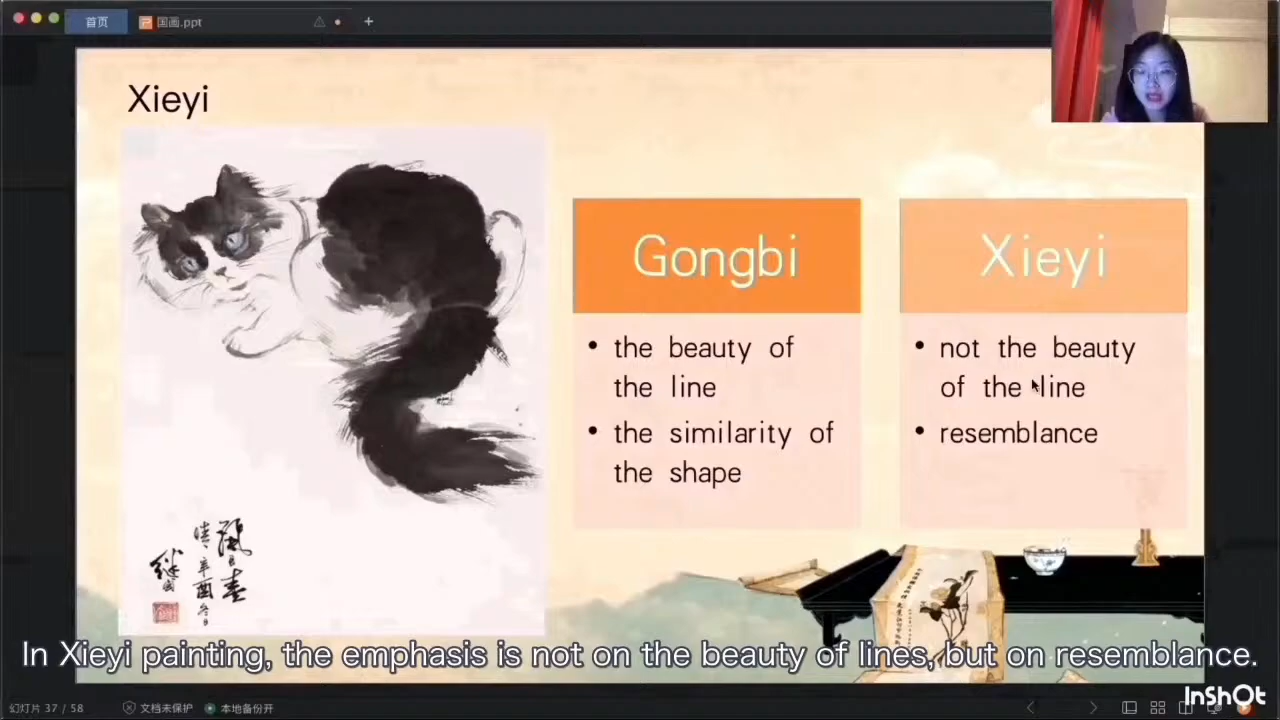 首页
国画.ppt
Xieyi
Gongbi
• the beauty of
the line
• the similarity of
the shape
Xieyi
• not the beauty
of the line
• resemblance
In Xieyi painting, the emphasis is not on the beauty of lines, but on resemblance.
幻灯片 37 / 58
文档未保护
本地备份开
InShOt